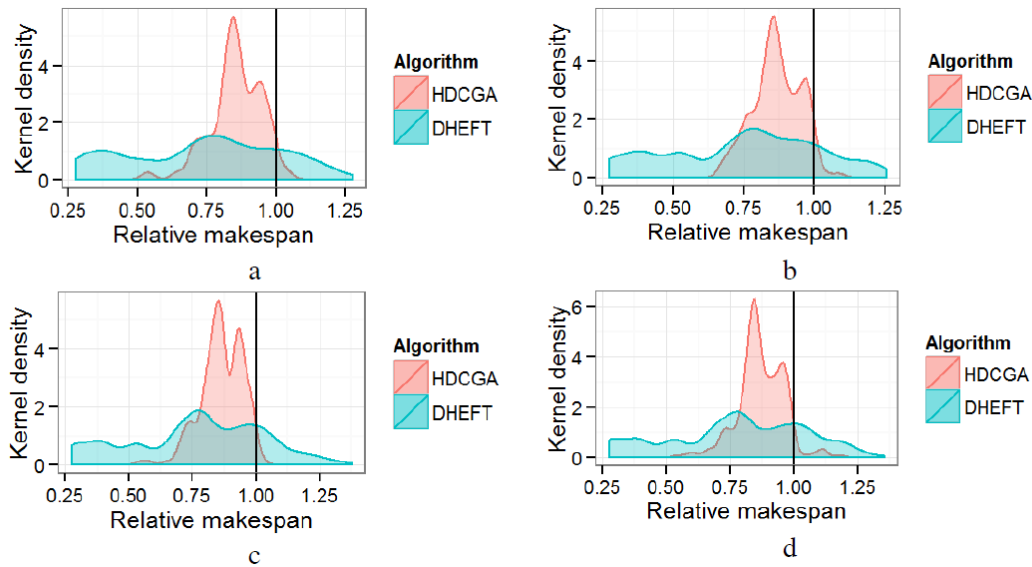 Kernel density
4
2
0
0.25 0.50 0.75 1.00 1.25
Relative makespan
Algorithm
HDCGA
DHEFT
a
Kernel density
4
2
0
0.25 0.50 0.75 1.00 1.25
Relative makespan
Algorithm
HDCGA
DHEFT
b
Kernel density
4
2
0
0.25 0.50 0.75 1.00 1.25
Relative makespan
Algorithm
HDCGA
DHEFT
c
Kernel density
6
4
2
0
0.25 0.50 0.75 1.00 1.25
Relative makespan
Algorithm
HDCGA
DHEFT
d